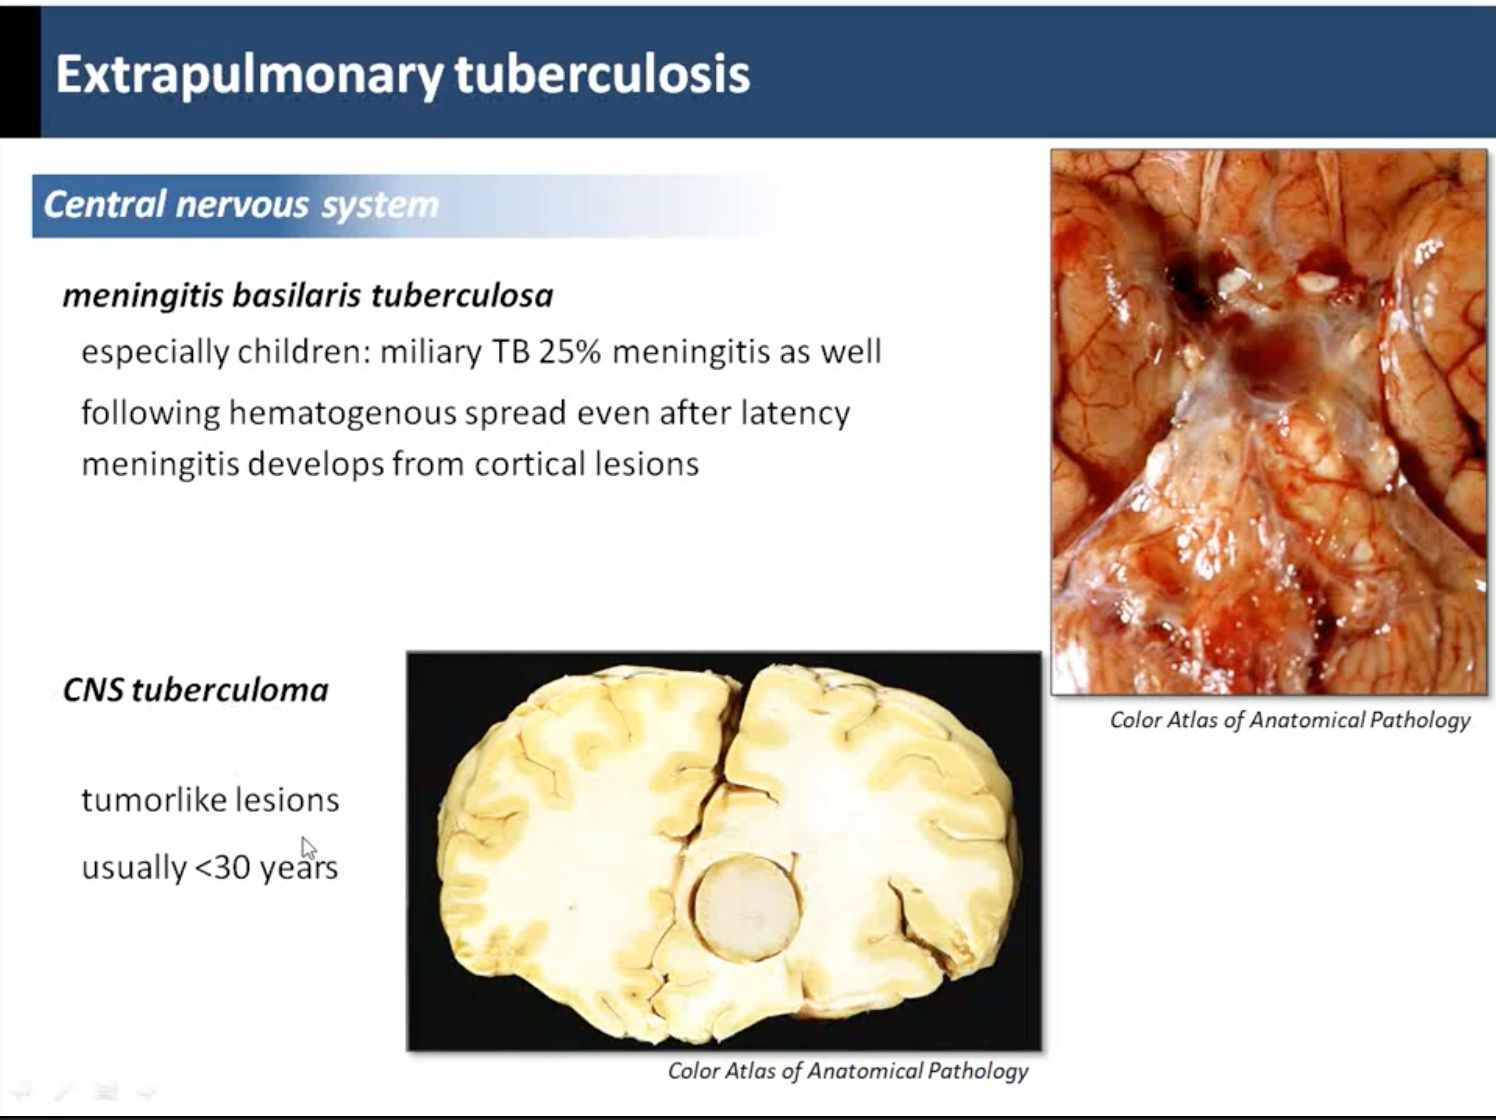 Extrapulmonary tuberculosis
Central nervous system
meningitis basilaris tuberculosa
especially children: miliary TB 25% meningitis as well
following hematogenous spread even after latency
meningitis develops from cortical lesions
Color Atlas of Anatomical Pathology
CNS tuberculoma
tumorlike lesions
usually <30 years
Color Atlas of Anatomical Pathology